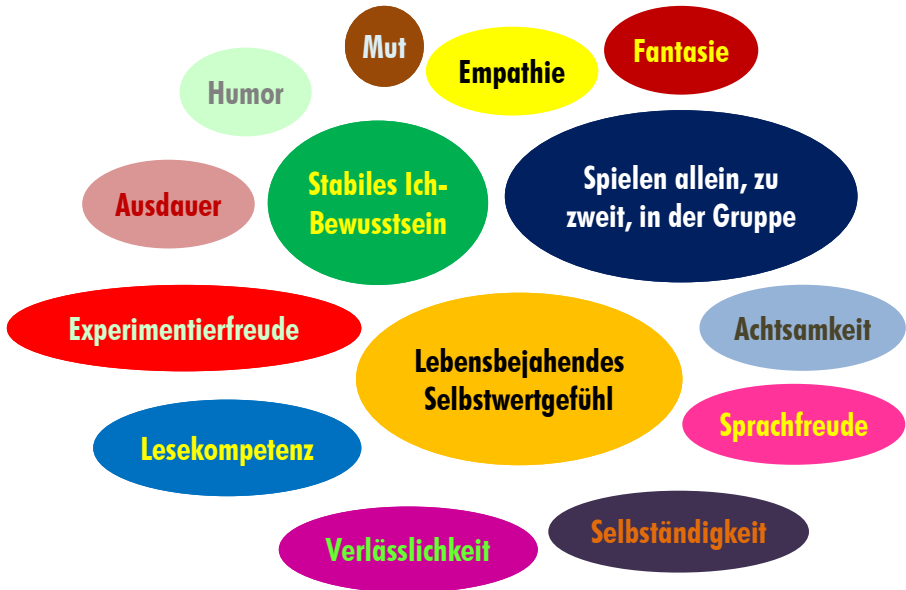 Mut
Empathie
Fantasie
Humor
Stabiles Ich-
Bewusstsein
Spielen allein, zu
zweit, in der Gruppe
Ausdauer
Experimentierfreude
Lebensbejahendes
Selbstwertgefühl
Achtsamkeit
Lesekompetenz
Sprachfreude
Verlässlichkeit
Selbständigkeit